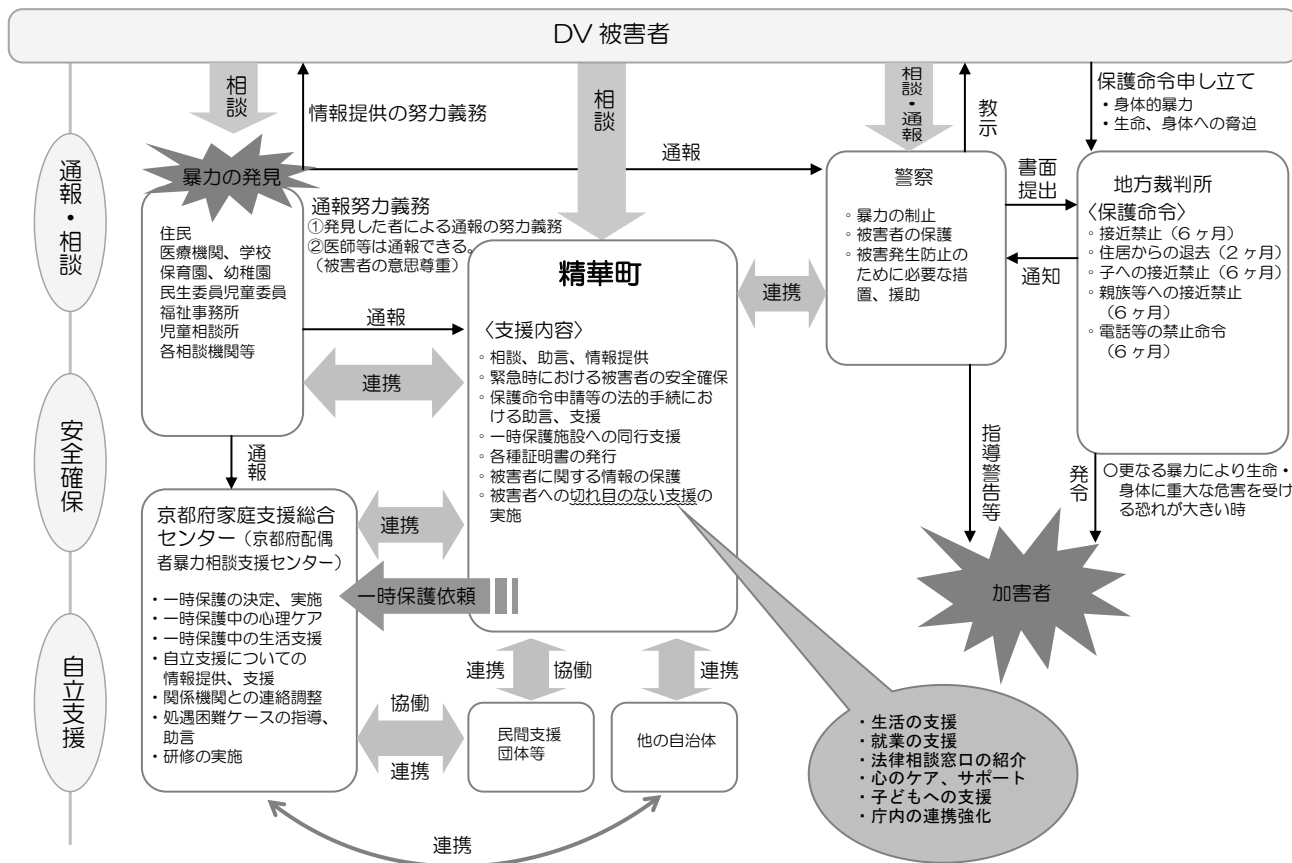 DV 被害者
通報・相談
安全確保
自立支援
相談
情報提供の努力義務
相談
相談・通報
教示
保護命令申し立て
・身体的暴力
・生命、身体への脅迫
暴力の発見
通報
通報努力義務
①発見した者による通報の努力義務
②医師等は通報できる。
（被害者の意思尊重）
住民
医療機関、学校
保育園、幼稚園
民生委員児童委員
福祉事務所
児童相談所
各相談機関等
通報
連携
通報
精華町
〈支援内容〉
◦相談、助言、情報提供
◦緊急時における被害者の安全確保
◦保護命令申請等の法的手続にお
ける助言、支援
◦一時保護施設への同行支援
◦各種証明書の発行
◦被害者に関する情報の保護
◦被害者への切れ目のない支援の
実施
連携
警察
◦暴力の制止
◦被害者の保護
◦被害発生防止の
ために必要な措
置、援助
書面
提出
通知
地方裁判所
〈保護命令〉
◦接近禁止（６ヶ月）
◦住居からの退去（２ヶ月）
◦子への接近禁止（６ヶ月）
◦親族等への接近禁止
（６ヶ月）
◦電話等の禁止命令
（６ヶ月）
指導警告等
発令
○更なる暴力により生命・
身体に重大な危害を受け
る恐れが大きい時
加害者
京都府家庭支援総合
センター（京都府配偶
者暴力相談支援センター）
・一時保護の決定、実施
・一時保護中の心理ケア
・一時保護中の生活支援
・自立支援についての
情報提供、支援
・関係機関との連絡調整
・処遇困難ケースの指導、
助言
・研修の実施
連携
一時保護依頼
連携
協働
連携
協働
連携
民間支援
団体等
他の自治体
連携
・生活の支援
・就業の支援
・法律相談窓口の紹介
・心のケア、サポート
・子どもへの支援
・庁内の連携強化